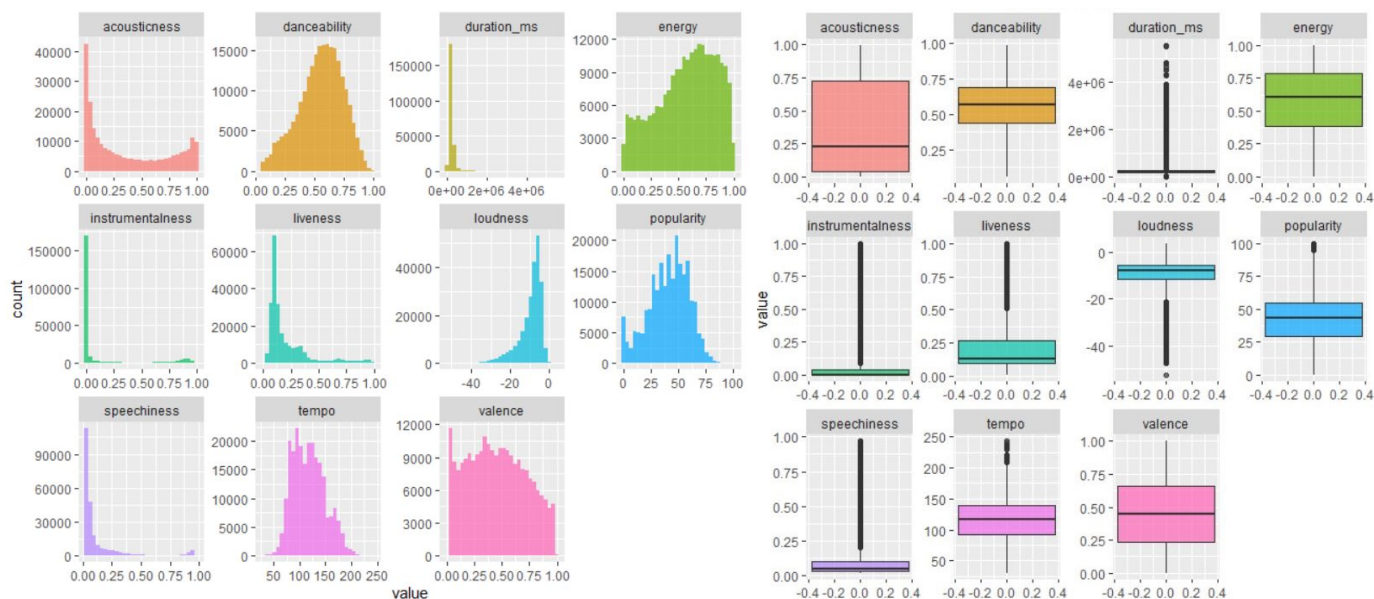 acousticness danceability duration_ms energy
40000 15000 150000 12000
30000 10000 100000 9000
20000 5000 50000 6000
10000 0 0 3000
0 0
0.00 0.25 0.50 0.75 1.00 0.00 0.25 0.50 0.75 1.00 0e+00 2e+06 4e+06 0.00 0.25 0.50 0.75 1.00
instrumentalness liveness loudness popularity
150000 60000 40000 20000
100000 40000 20000 15000
50000 20000 0 10000
0 0 5000
0
0.00 0.25 0.50 0.75 1.00 0.00 0.25 0.50 0.75 1.00 -40 -20 0 0 25 50 75 100
speechiness tempo valence
90000 20000 12000
60000 15000 9000
30000 10000 6000
0 5000 3000
0 0
0.00 0.25 0.50 0.75 1.00 50 100 150 200 250 0.00 0.25 0.50 0.75 1.00
count
value
acousticness danceability duration_ms energy
1.00 1.00 4e+06 1.00
0.75 0.75 2e+06 0.75
0.50 0.50 0e+00 0.50
0.25 0.25 0.25
0.00 0.00
-0.4 -0.2 0.0 0.2 0.4 -0.4 -0.2 0.0 0.2 0.4 -0.4 -0.2 0.0 0.2 0.4 -0.4 -0.2 0.0 0.2 0.4
instrumentalness liveness loudness popularity
1.00 1.00 0 100
0.75 0.75 -20 75
0.50 0.50 -40 50
0.25 0.25 25
0.00 0.00 0
-0.4 -0.2 0.0 0.2 0.4 -0.4 -0.2 0.0 0.2 0.4 -0.4 -0.2 0.0 0.2 0.4 -0.4 -0.2 0.0 0.2 0.4
speechiness tempo valence
1.00 250 1.00
0.75 200 0.75
0.50 150 0.50
0.25 100 0.25
0.00 50 0.00
-0.4 -0.2 0.0 0.2 0.4 -0.4 -0.2 0.0 0.2 0.4 -0.4 -0.2 0.0 0.2 0.4
value